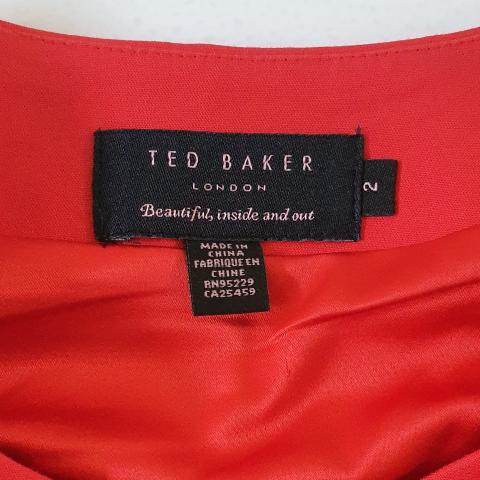 TED BAKER
LONDON
Beautiful, inside and out
2
MADE IN
CHINA
FABRIQUE EN
CHINE
RN95229
CA25459